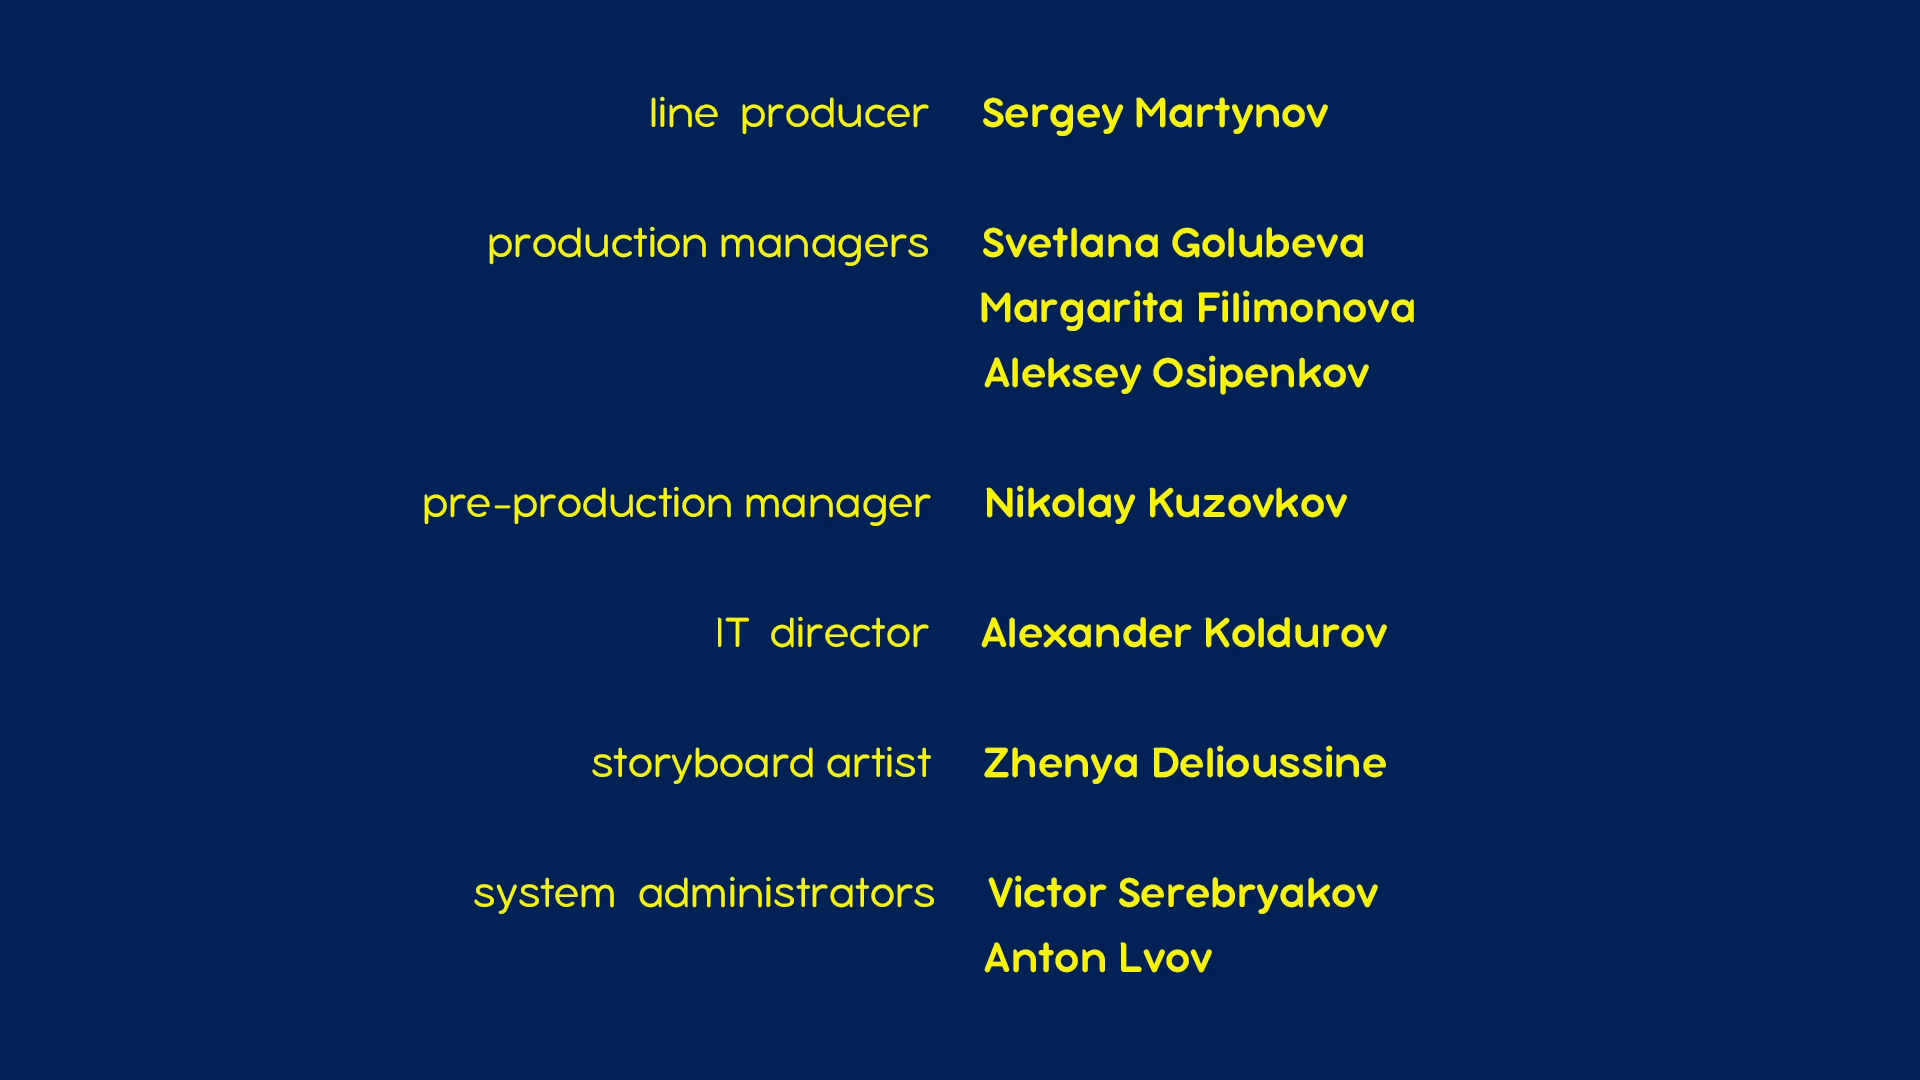 line producer Sergey Martynov
production managers Svetlana Golubeva
Margarita Filimonova
Aleksey Osipenkov
pre-production manager Nikolay Kuzovkov
IT director Alexander Koldurov
storyboard artist Zhenya Delioussine
system administrators Victor Serebryakov
Anton Lvov